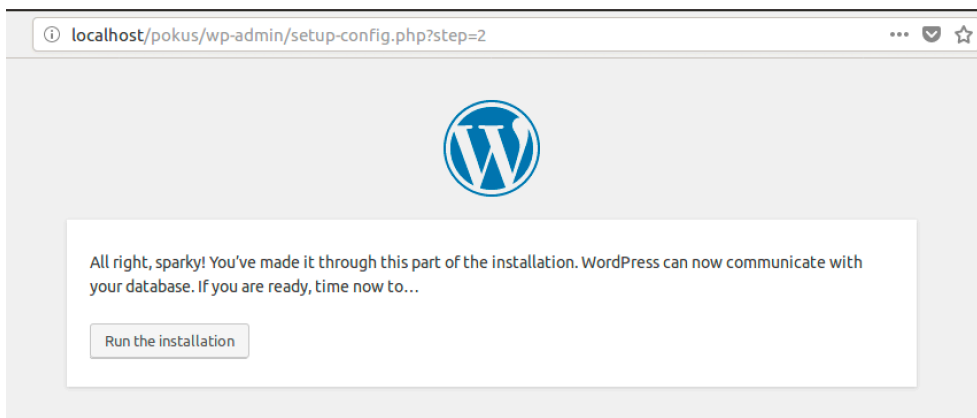 localhost/pokus/wp-admin/setup-config.php?step=2
All right, sparky! You’ve made it through this part of the installation. WordPress can now communicate with
your database. If you are ready, time now to…
Run the installation